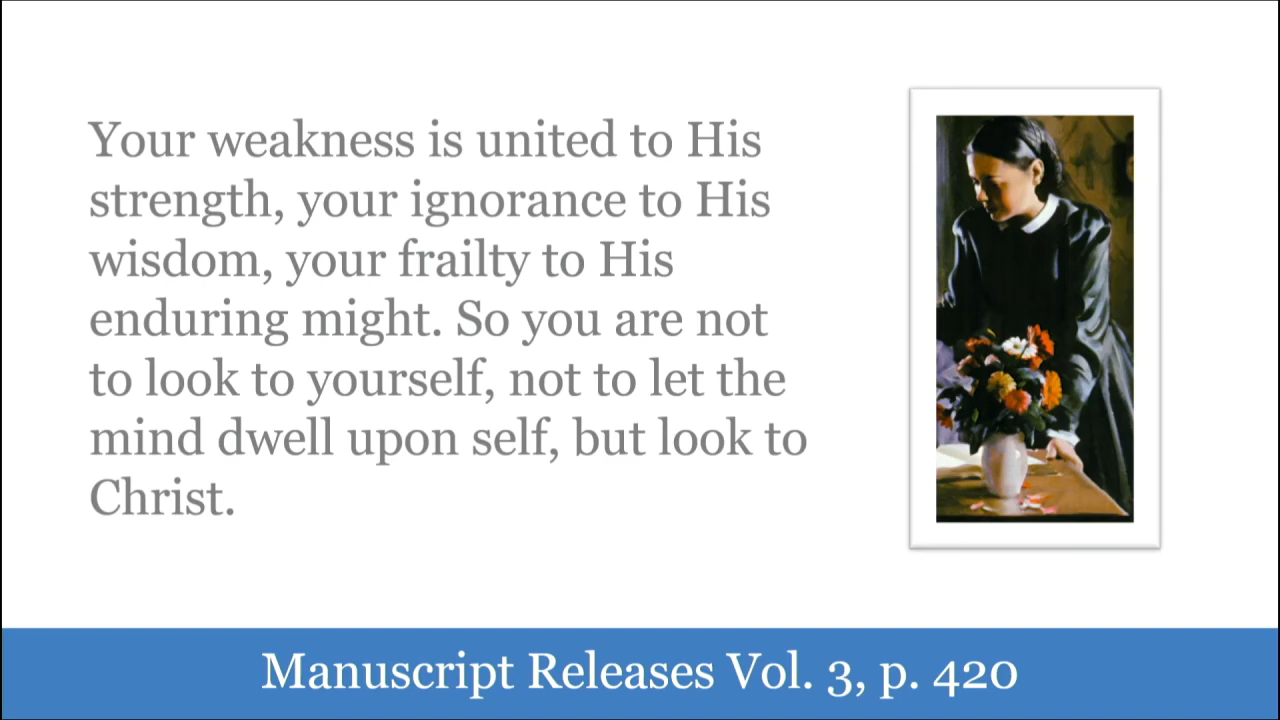 Your weakness is united to His
strength, your ignorance to His
wisdom, your frailty to His
enduring might. So you are not
to look to yourself, not to let the
mind dwell upon self, but look to
Christ.
Manuscript Releases Vol. 3, p. 420